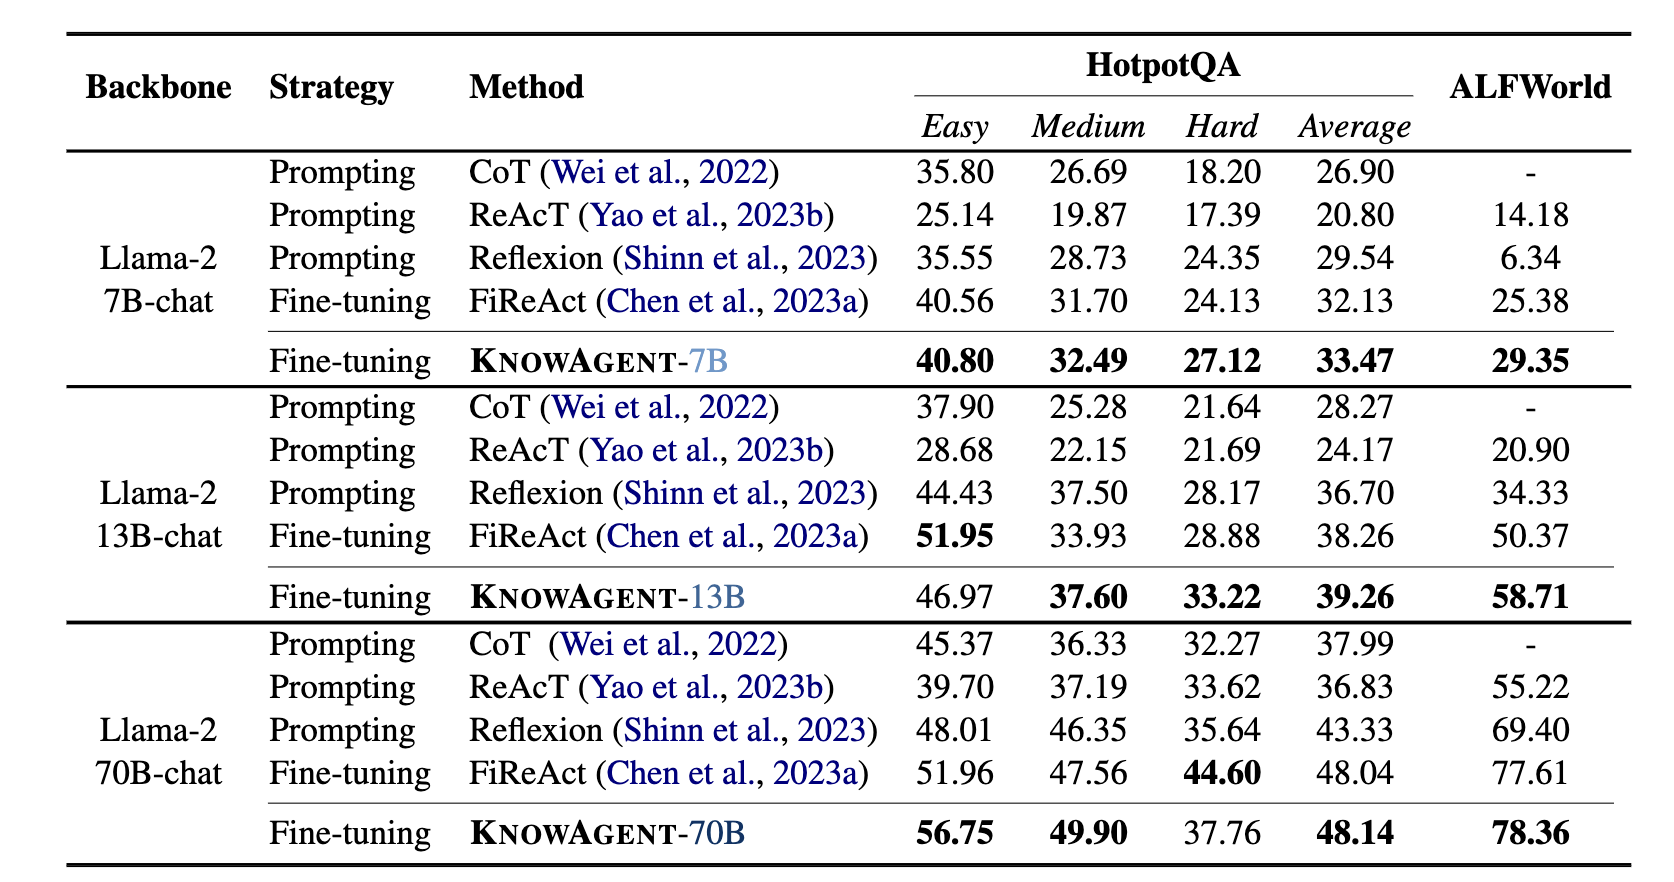 Backbone Strategy Method HotpotQA ALFWorld
Easy Medium Hard Average
Prompting CoT (Wei et al., 2022) 35.80 26.69 18.20 26.90 -
Prompting ReAcT (Yao et al., 2023b) 25.14 19.87 17.39 20.80 14.18
Llama-2 Prompting Reflexion (Shinn et al., 2023) 35.55 28.73 24.35 29.54 6.34
7B-chat Fine-tuning FiReAct (Chen et al., 2023a) 40.56 31.70 24.13 32.13 25.38
Fine-tuning KNOWAGENT-7B 40.80 32.49 27.12 33.47 29.35
Prompting CoT (Wei et al., 2022) 37.90 25.28 21.64 28.27 -
Prompting ReAcT (Yao et al., 2023b) 28.68 22.15 21.69 24.17 20.90
Llama-2 Prompting Reflexion (Shinn et al., 2023) 44.43 37.50 28.17 36.70 34.33
13B-chat Fine-tuning FiReAct (Chen et al., 2023a) 51.95 33.93 28.88 38.26 50.37
Fine-tuning KNOWAGENT-13B 46.97 37.60 33.22 39.26 58.71
Prompting CoT (Wei et al., 2022) 45.37 36.33 32.27 37.99 -
Prompting ReAcT (Yao et al., 2023b) 39.70 37.19 33.62 36.83 55.22
Llama-2 Prompting Reflexion (Shinn et al., 2023) 48.01 46.35 35.64 43.33 69.40
70B-chat Fine-tuning FiReAct (Chen et al., 2023a) 51.96 47.56 44.60 48.04 77.61
Fine-tuning KNOWAGENT-70B 56.75 49.90 37.76 48.14 78.36